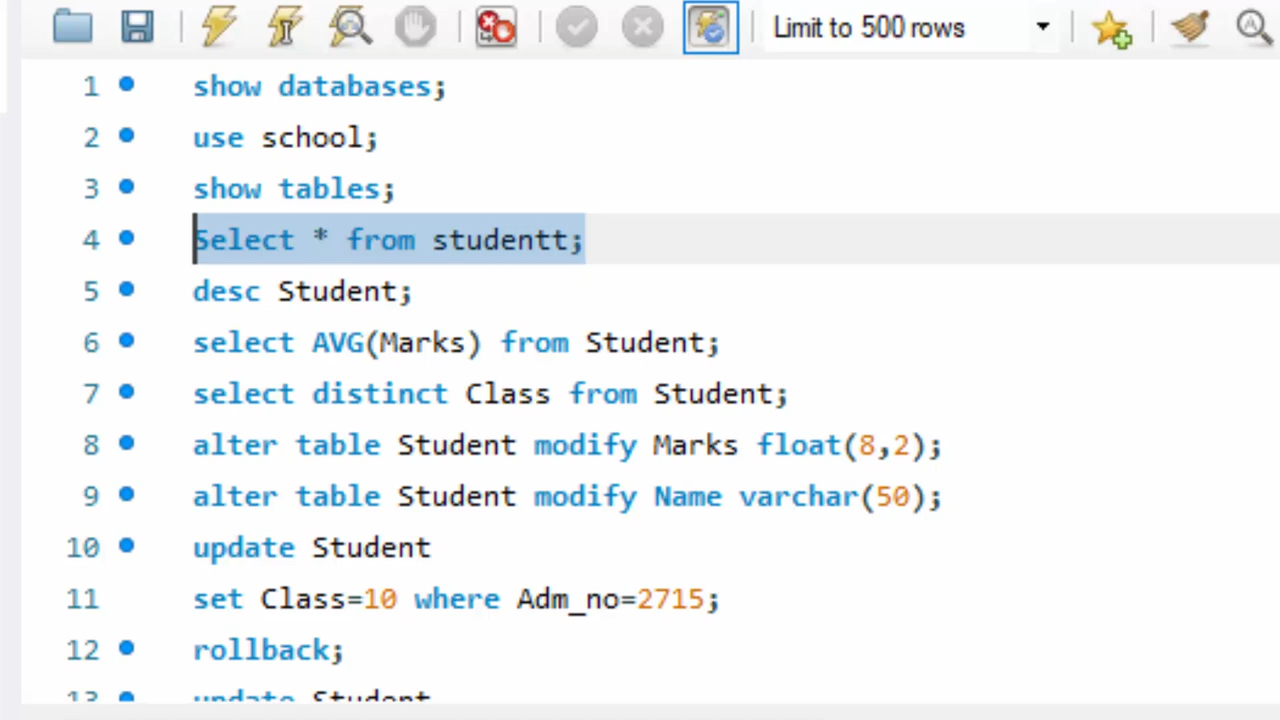 Limit to 500 rows
1 show databases;
2 use school;
3 show tables;
4 Select * from studentt;
5 desc Student;
6 select AVG(Marks) from Student;
7 select distinct Class from Student;
8 alter table Student modify Marks float(8,2);
9 alter table Student modify Name varchar(50);
10 update Student
11 set Class=10 where Adm_no=2715;
12 rollback;
13 update Student